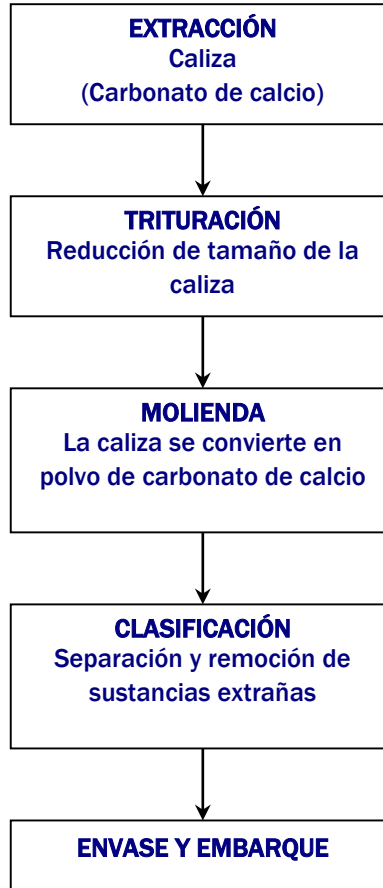 EXTRACCIÓN
Caliza
(Carbonato de calcio)
TRITURACIÓN
Reducción de tamaño de la
caliza
MOLIENDA
La caliza se convierte en
polvo de carbonato de calcio
CLASIFICACIÓN
Separación y remoción de
sustancias extrañas
ENVASE Y EMBARQUE